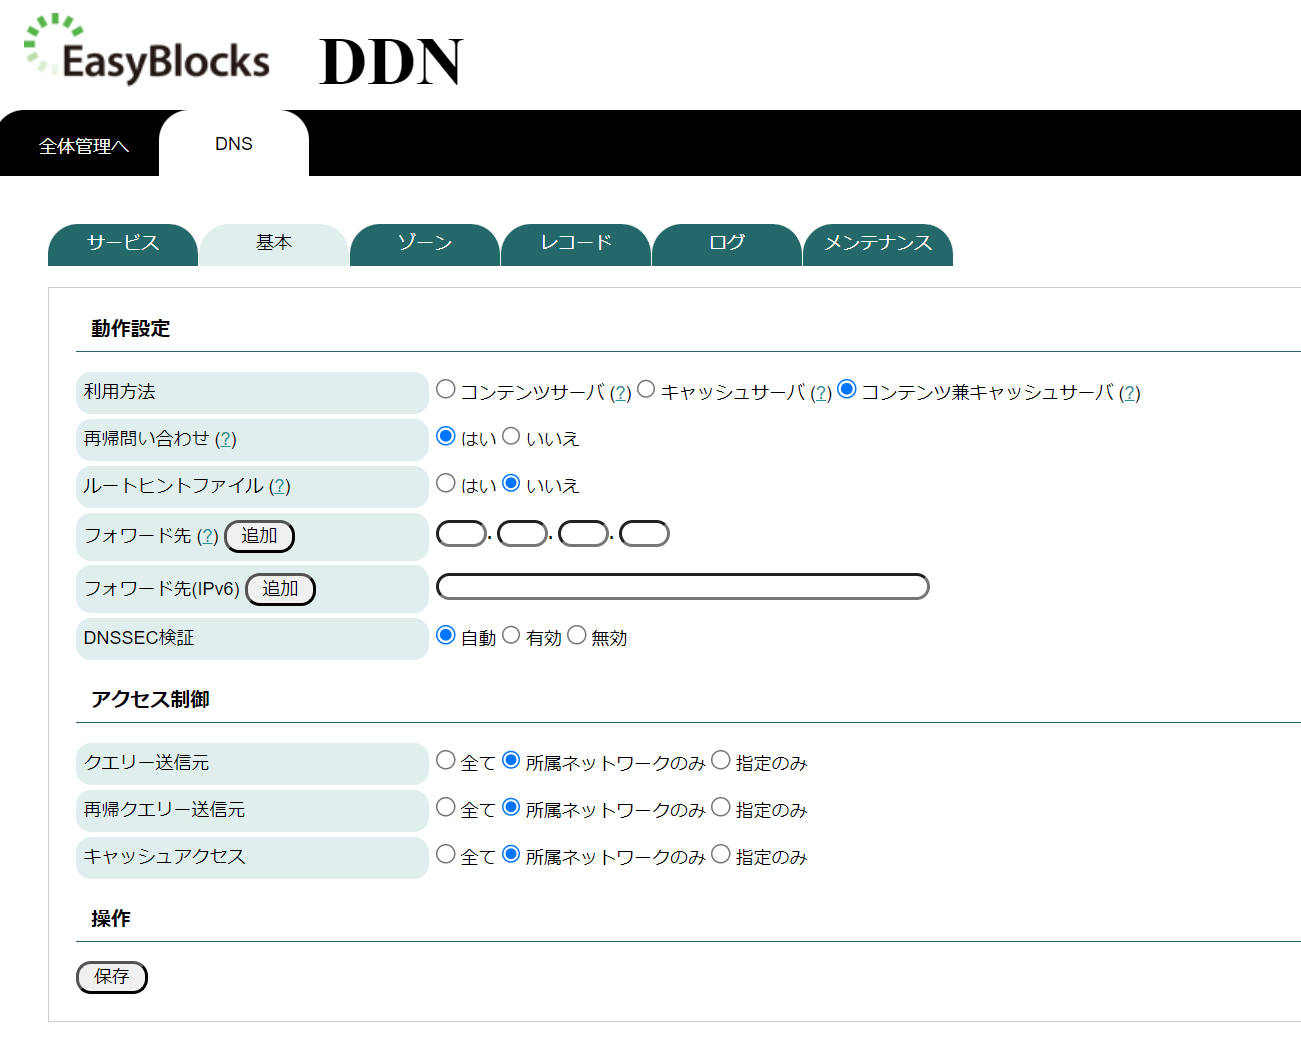 EasyBlocks DDN
全体管理へ DNS
サービス 基本 ゾーン レコード ログ メンテナンス
動作設定
利用方法 コンテンツサーバ (?) キャッシュサーバ (?) コンテンツ兼キャッシュサーバ (?)
再帰問い合わせ (?) はい いいえ
ルートヒントファイル (?) はい いいえ
フォワード先 (?) 追加 . . .
フォワード先(IPv6) 追加
DNSSEC検証 自動 有効 無効
アクセス制御
クエリー送信元 全て 所属ネットワークのみ 指定のみ
再帰クエリー送信元 全て 所属ネットワークのみ 指定のみ
キャッシュアクセス 全て 所属ネットワークのみ 指定のみ
操作
保存